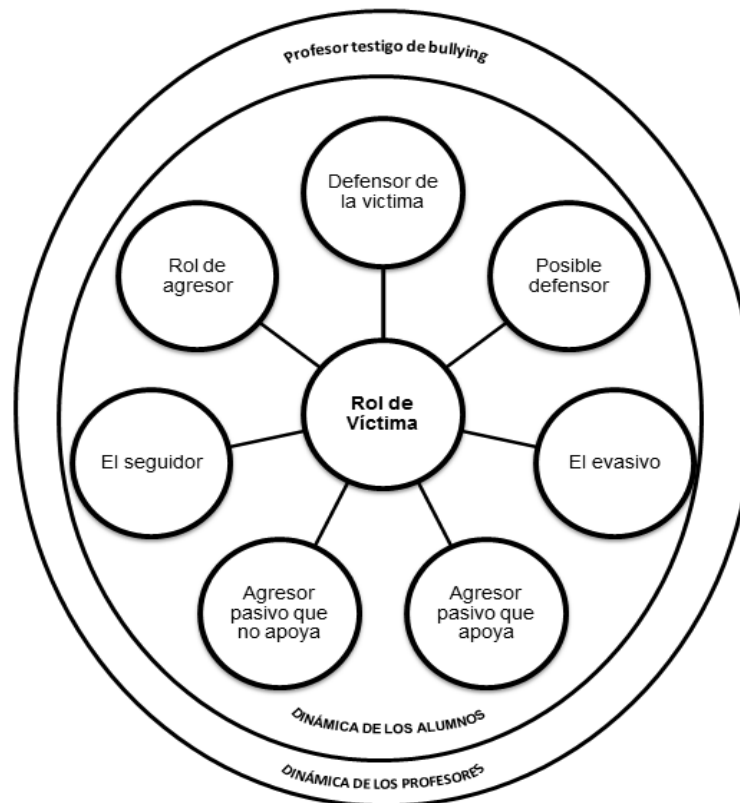 Profesor testigo de bullying
Defensor de
la victima
Rol de
agresor
Posible
defensor
Rol de
Víctima
El seguidor
El evasivo
Agresor
pasivo que
no apoya
Agresor
pasivo que
apoya
DINÁMICA DE LOS ALUMNOS
DINÁMICA DE LOS PROFESORES